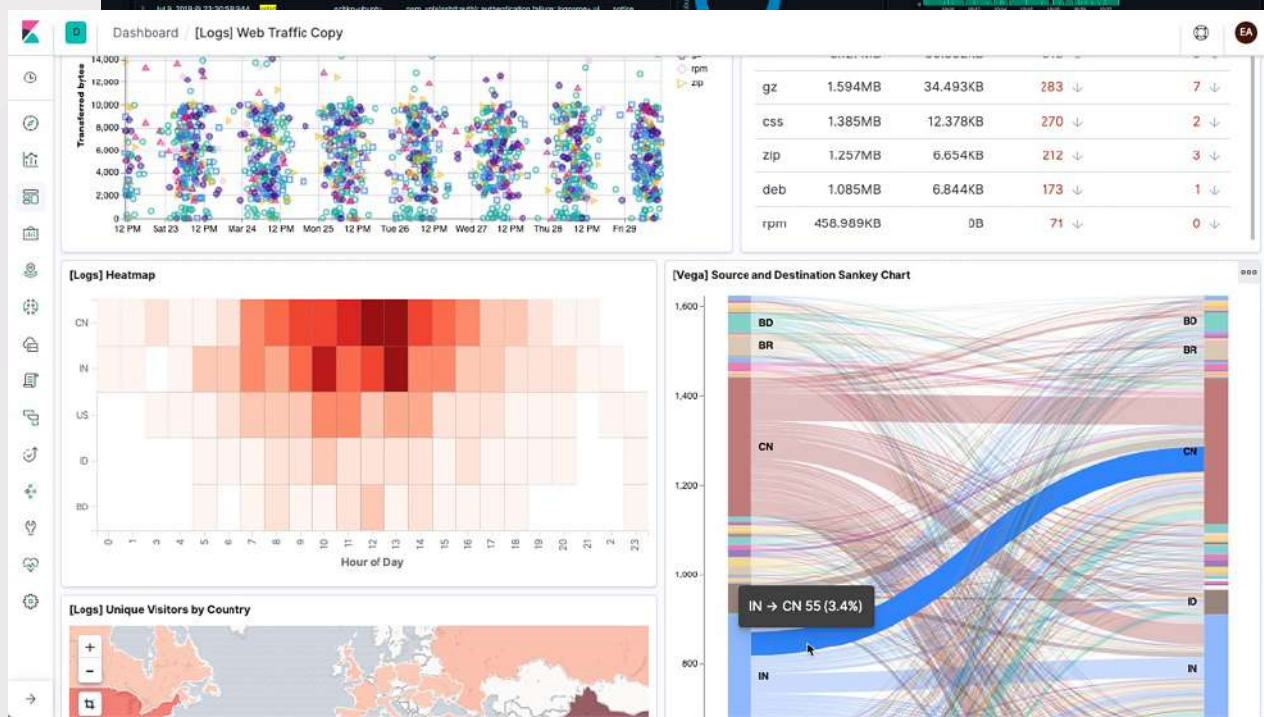 D Dashboard / [Logs] Web Traffic Copy EA
Transferred bytes
14,000
12,000
10,000
8,000
6,000
4,000
2,000
0
12 PM Sat 23 12 PM Mar 24 12 PM Mon 25 12 PM Tue 26 12 PM Wed 27 12 PM Thu 28 12 PM Fri 29
rpm
zip
gz 1.594MB 34.493KB 283 ↓ 7 ↓
css 1.385MB 12.378KB 270 ↓ 2 ↓
zip 1.257MB 6.654KB 212 ↓ 3 ↓
deb 1.085MB 6.844KB 173 ↓ 1 ↓
rpm 458.989KB 0B 71 ↓ 0 ↓
[Logs] Heatmap
CN
IN
US
ID
BD
0 1 2 3 4 5 6 7 8 9 10 11 12 13 14 15 16 17 18 19 20 21 2 23
Hour of Day
[Vega] Source and Destination Sankey Chart
1,600
1,400
1,200
1,000
800
BD BD
BR BR
CN CN
ID
IN → CN 55 (3.4%)
IN IN
[Logs] Unique Visitors by Country
+
−